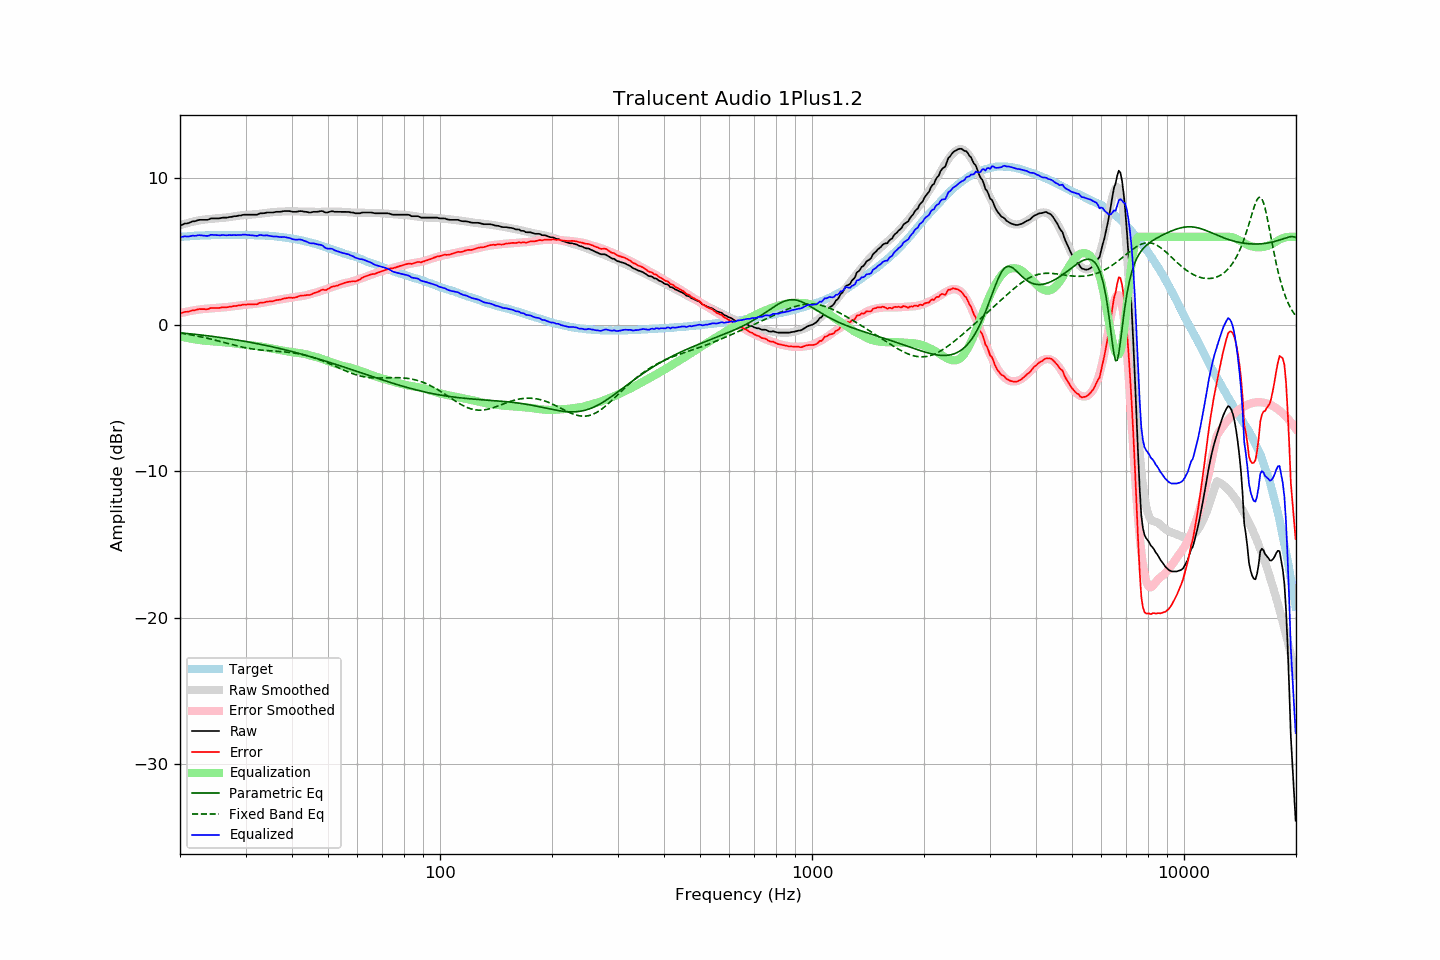 Tralucent Audio 1Plus1.2
Amplitude (dBr)
10
0
−10
−20
−30
Target
Raw Smoothed
Error Smoothed
Raw
Error
Equalization
Parametric Eq
Fixed Band Eq
Equalized
100
1000
10000
Frequency (Hz)